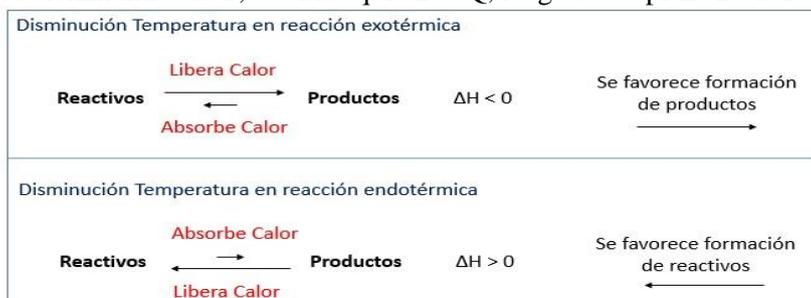 Disminución Temperatura en reacción exotérmica
Libera Calor
Reactivos Productos ΔH < 0
Absorbe Calor
Se favorece formación
de productos
Disminución Temperatura en reacción endotérmica
Absorbe Calor
Reactivos Productos ΔH > 0
Libera Calor
Se favorece formación
de reactivos